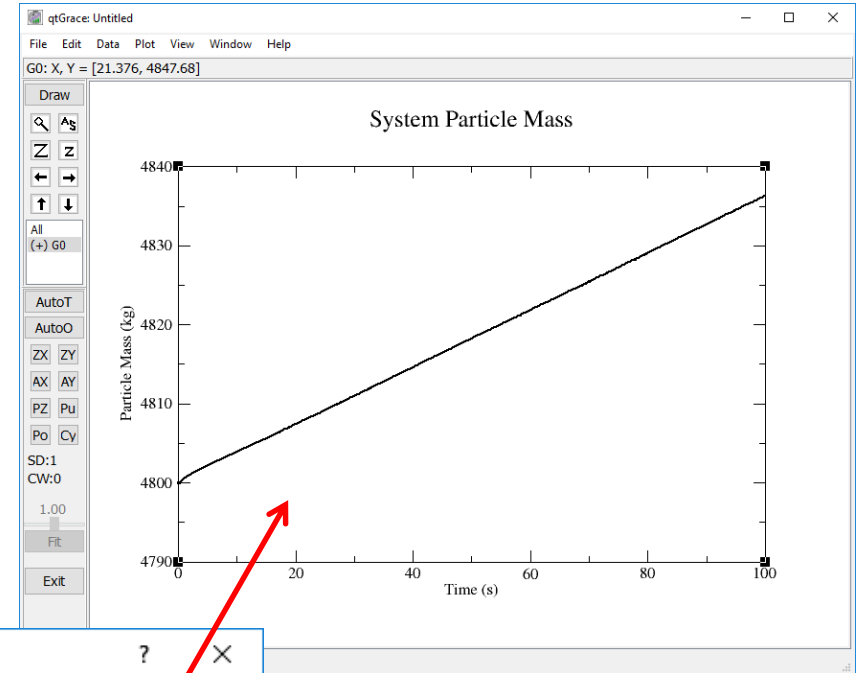 qtGrace: Untitled
File Edit Data Plot View Window Help
G0: X, Y = [21.376, 4847.68]
Draw
A S
Z z
All
(+) G0
AutoT
AutoO
ZX ZY
AX AY
PZ Pu
Po Cy
SD:1
CW:0
1.00
Fit
Exit
System Particle Mass
4840
4830
4820
4810
4800
4790
Particle Mass (kg)
0 20 40 60 80 100
Time (s)
?